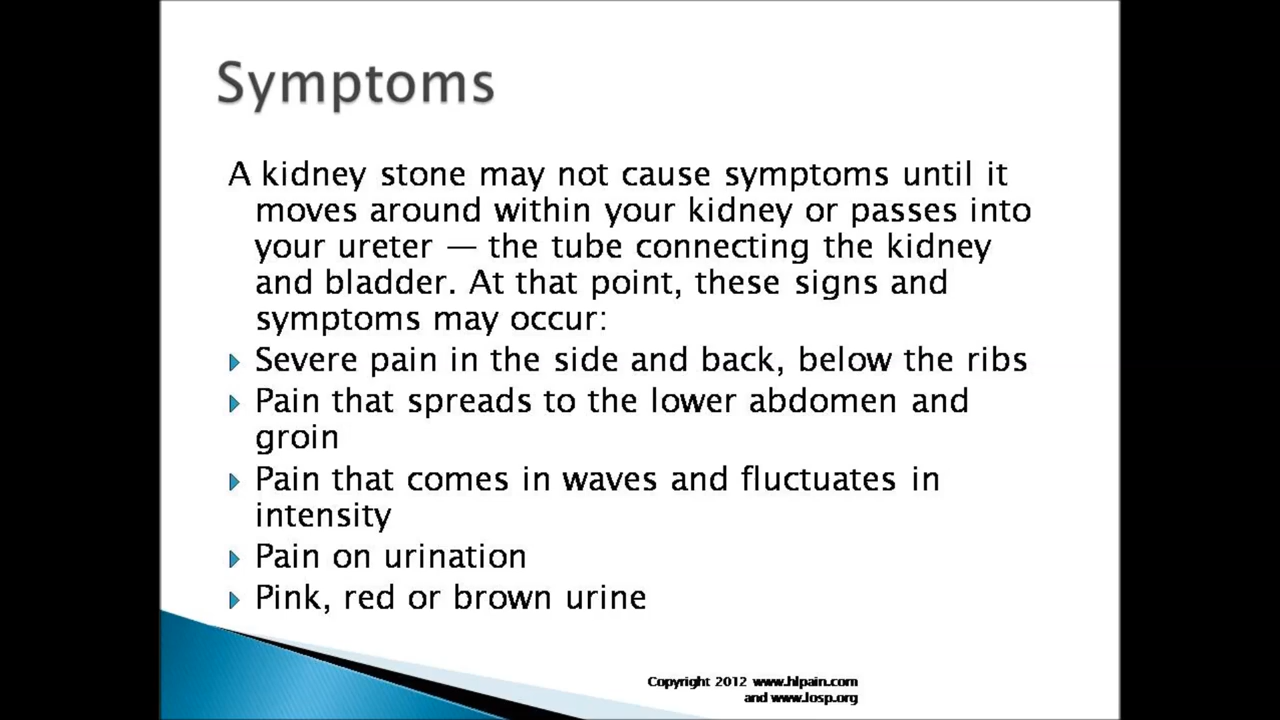 Symptoms
A kidney stone may not cause symptoms until it
moves around within your kidney or passes into
your ureter — the tube connecting the kidney
and bladder. At that point, these signs and
symptoms may occur:
Severe pain in the side and back, below the ribs
Pain that spreads to the lower abdomen and
groin
Pain that comes in waves and fluctuates in
intensity
Pain on urination
Pink, red or brown urine
Copyright 2012 www.hlpain.com
and www.losp.org